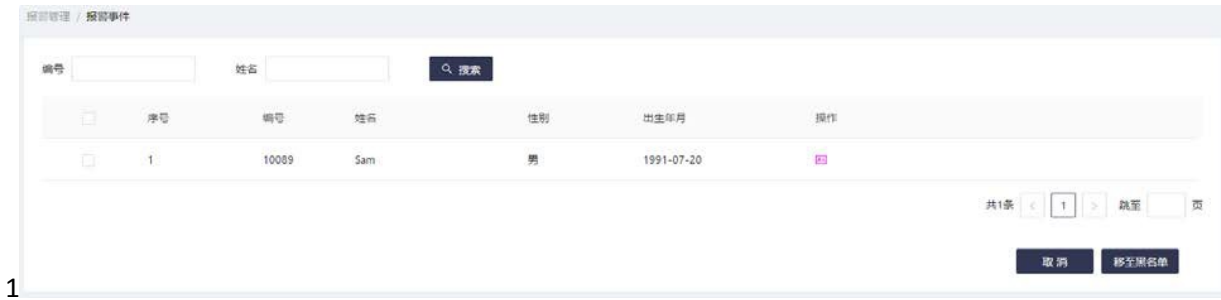 报警管理 / 报警事件
编号 姓名 搜索
序号 编号 姓名 性别 出生年月 操作
1 10089 Sam 男 1991-07-20
共1条 < 1 > 跳至 页
取消 移至黑名单
1